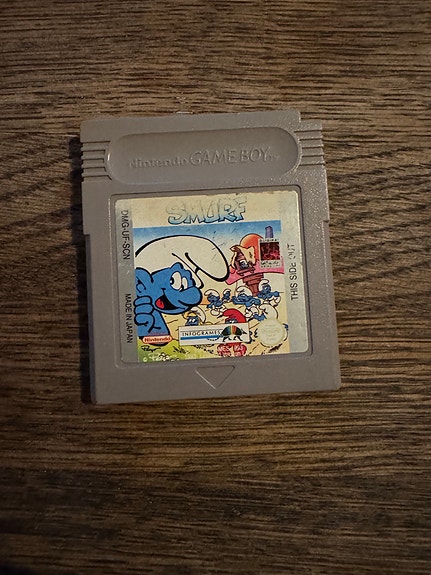 Nintendo GAME BOY
SMURF
DMG-UF-SCN
MADE IN JAPAN
THIS SIDE OUT
Nintendo
INFOGRAMES